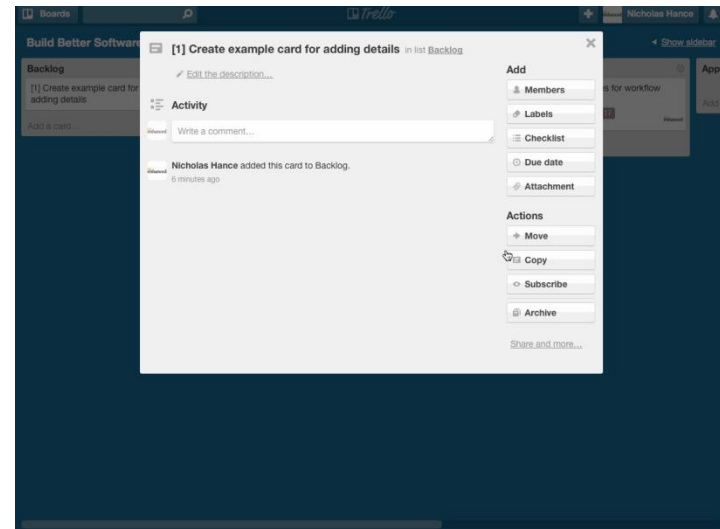 Boards
Trello
Nicholas Hance
Build Better Software
Show sidebar
Backlog
[1] Create example card for
adding details
Add a card...
[1] Create example card for adding details in list Backlog
Edit the description...
Activity
Write a comment...
Nicholas Hance added this card to Backlog.
6 minutes ago
Add
Members
Labels
Checklist
Due date
Attachment
Actions
Move
Copy
Subscribe
Archive
Share and more...
s for workflow
17
App
Add